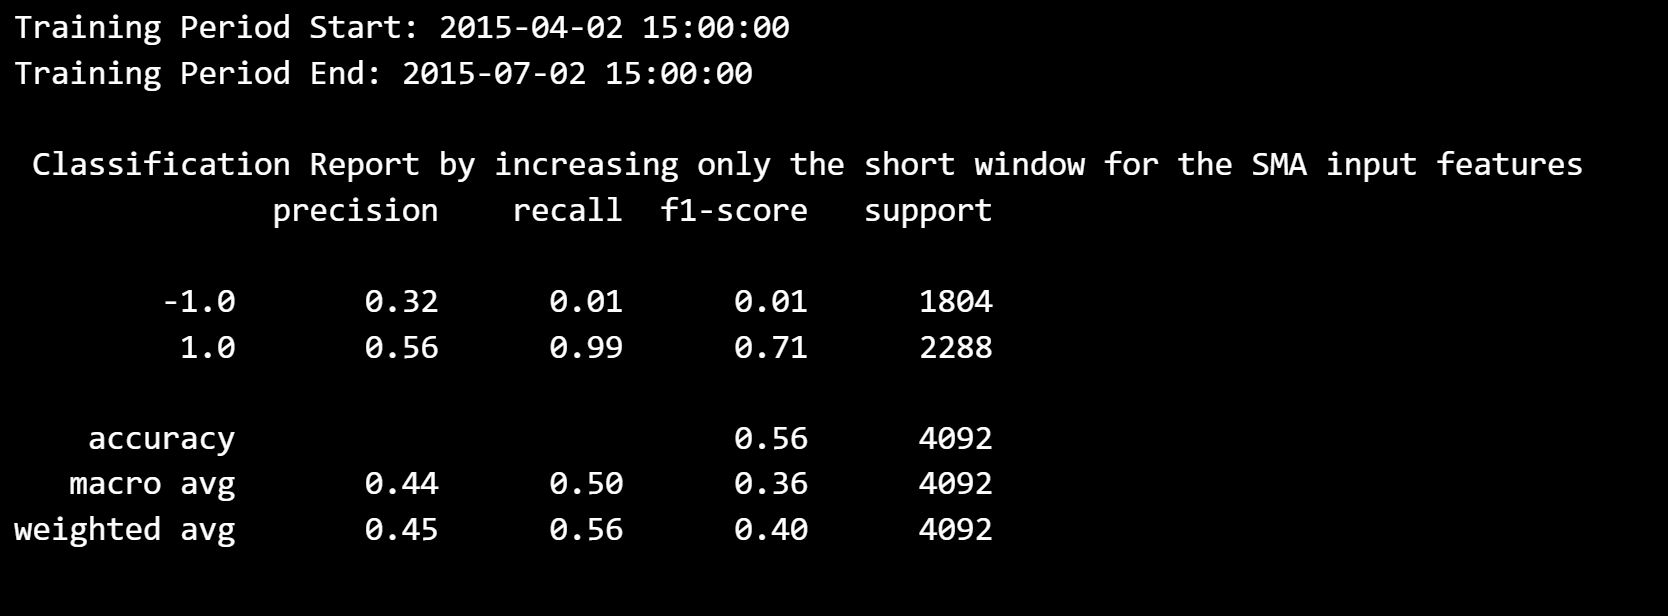 Training Period Start: 2015-04-02 15:00:00
Training Period End: 2015-07-02 15:00:00
Classification Report by increasing only the short window for the SMA input features
precision recall f1-score support
-1.0 0.32 0.01 0.01 1804
1.0 0.56 0.99 0.71 2288
accuracy 0.56 4092
macro avg 0.44 0.50 0.36 4092
weighted avg 0.45 0.56 0.40 4092